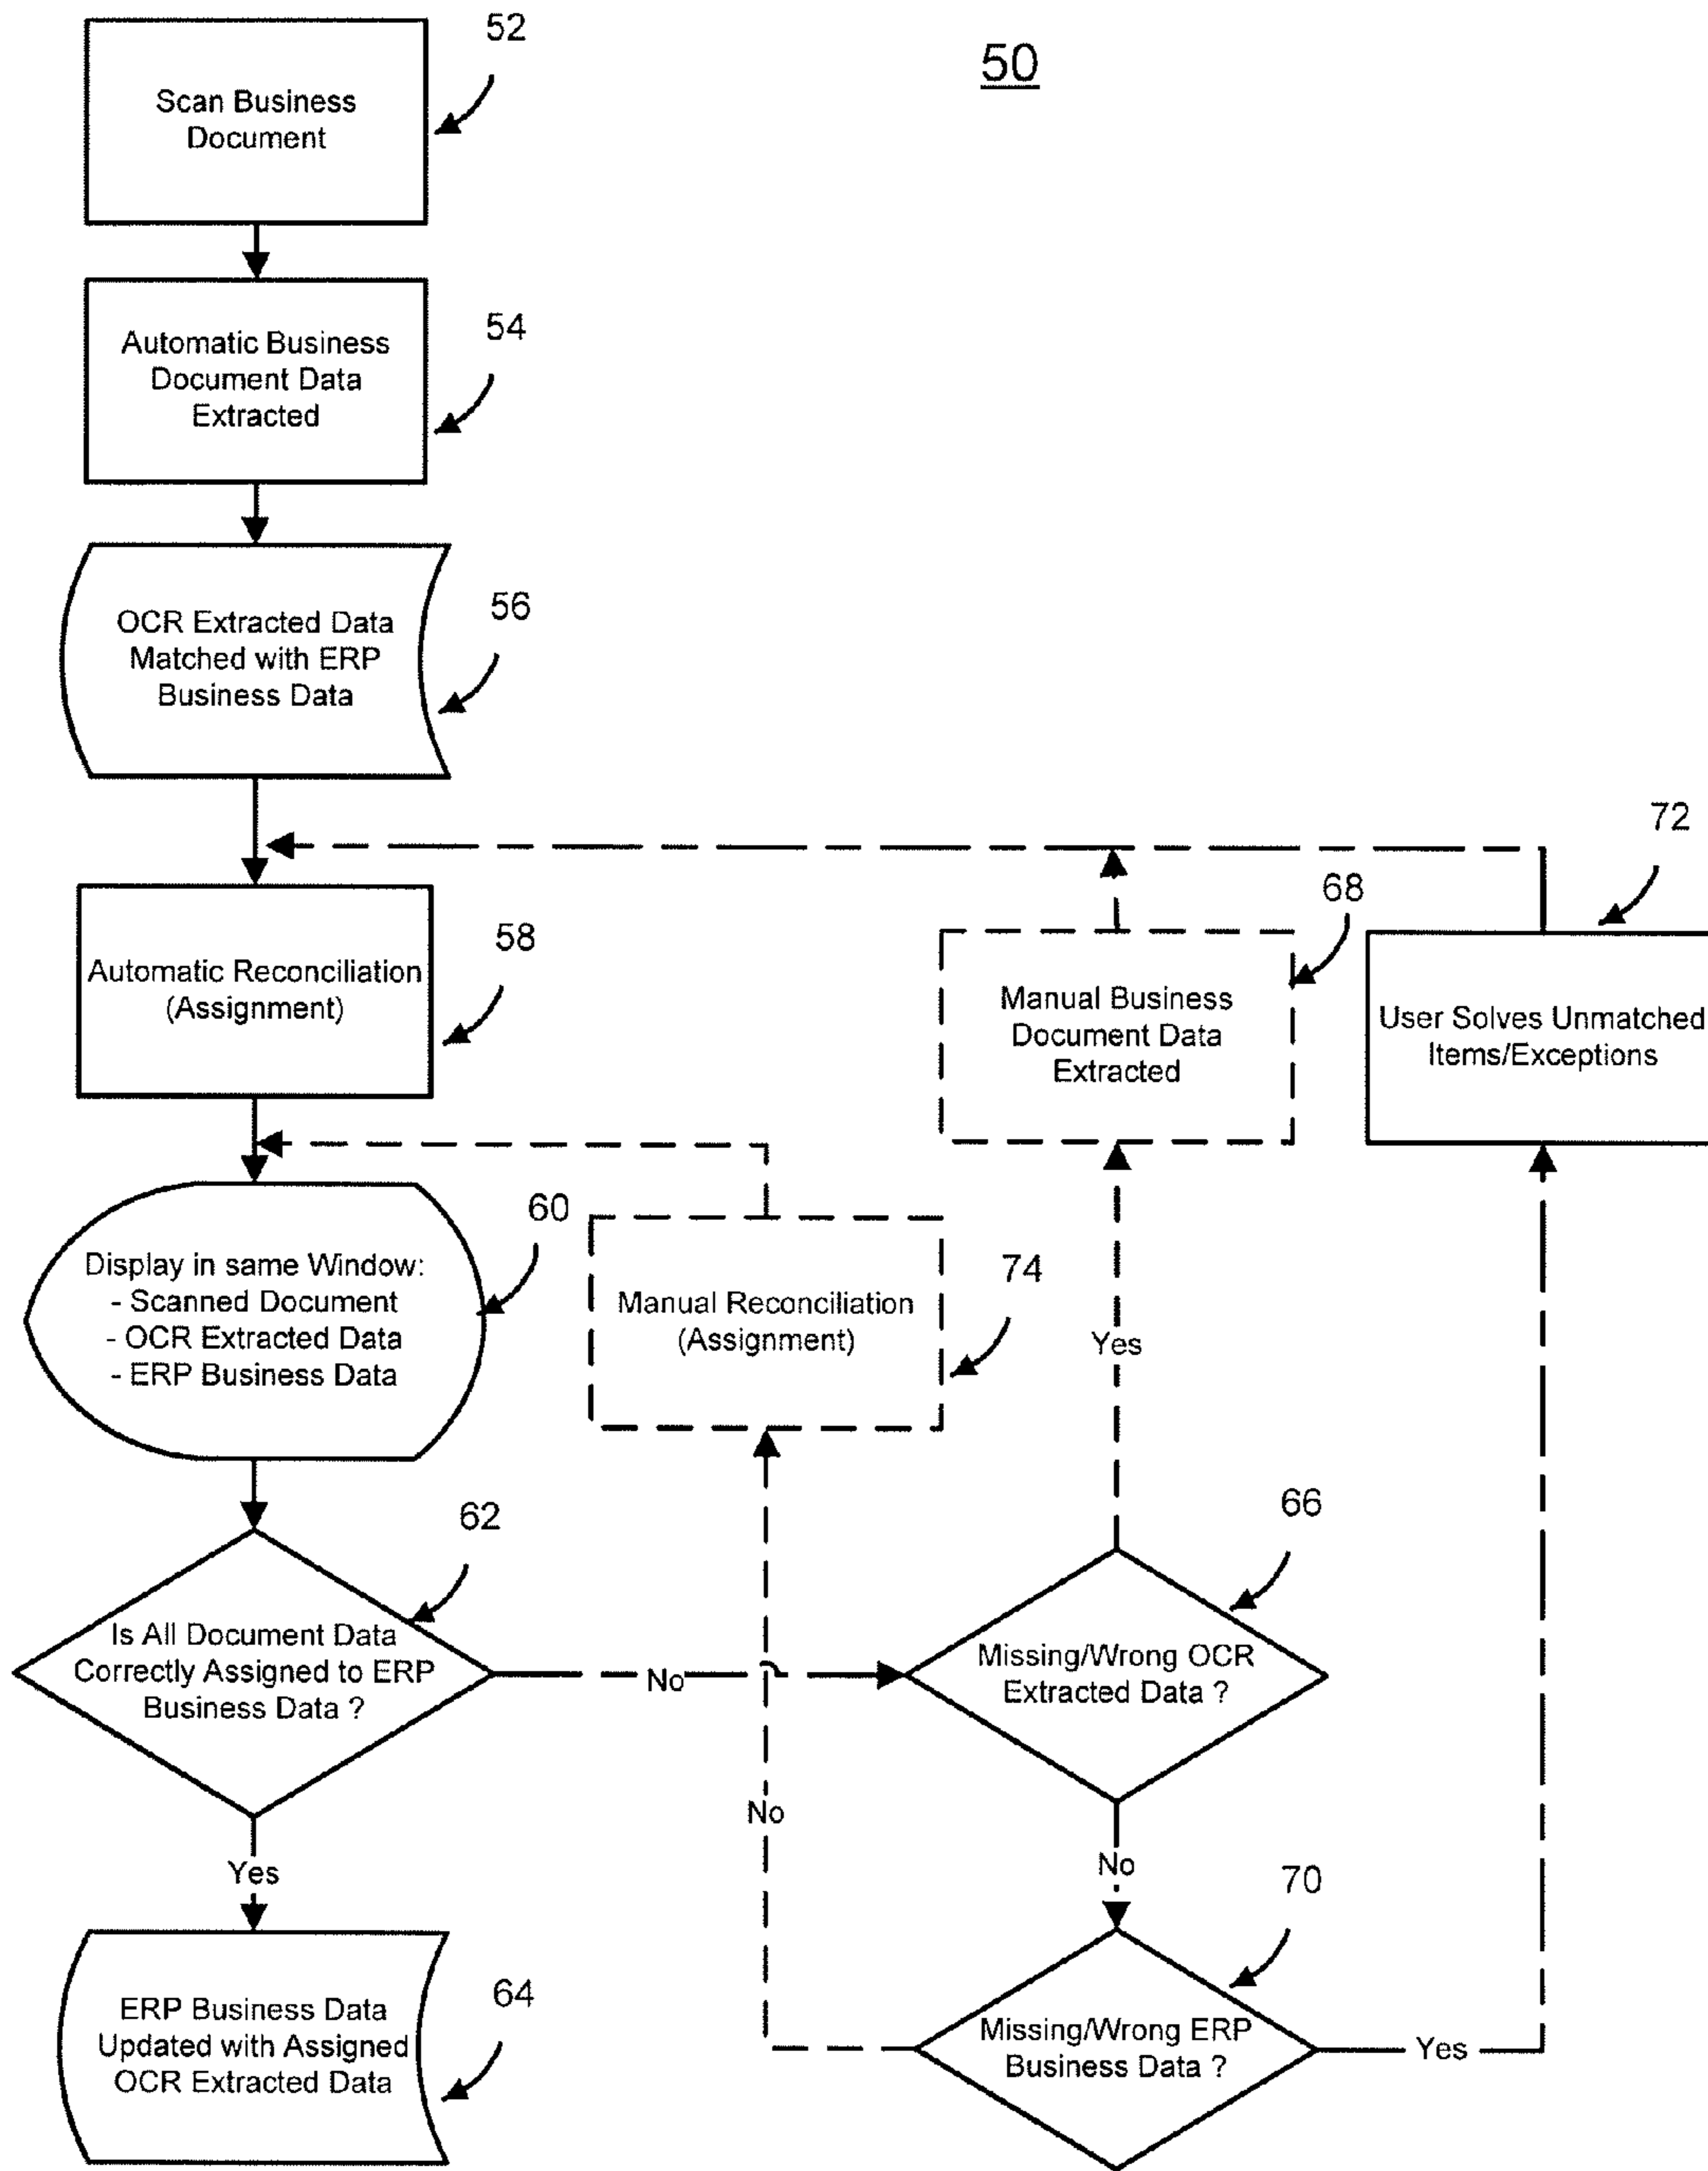 50
52
Scan Business
Document
54
Automatic Business
Document Data
Extracted
56
OCR Extracted Data
Matched with ERP
Business Data
58
Automatic Reconciliation
(Assignment)
68
Manual Business
Document Data
Extracted
72
User Solves Unmatched
Items/Exceptions
60
Display in same Window:
- Scanned Document
- OCR Extracted Data
- ERP Business Data
74
Manual Reconciliation
(Assignment)
Yes
62
Is All Document Data
Correctly Assigned to ERP
Business Data ?
No
66
Missing/Wrong OCR
Extracted Data ?
No
No
Yes
64
ERP Business Data
Updated with Assigned
OCR Extracted Data
70
Missing/Wrong ERP
Business Data ?
Yes